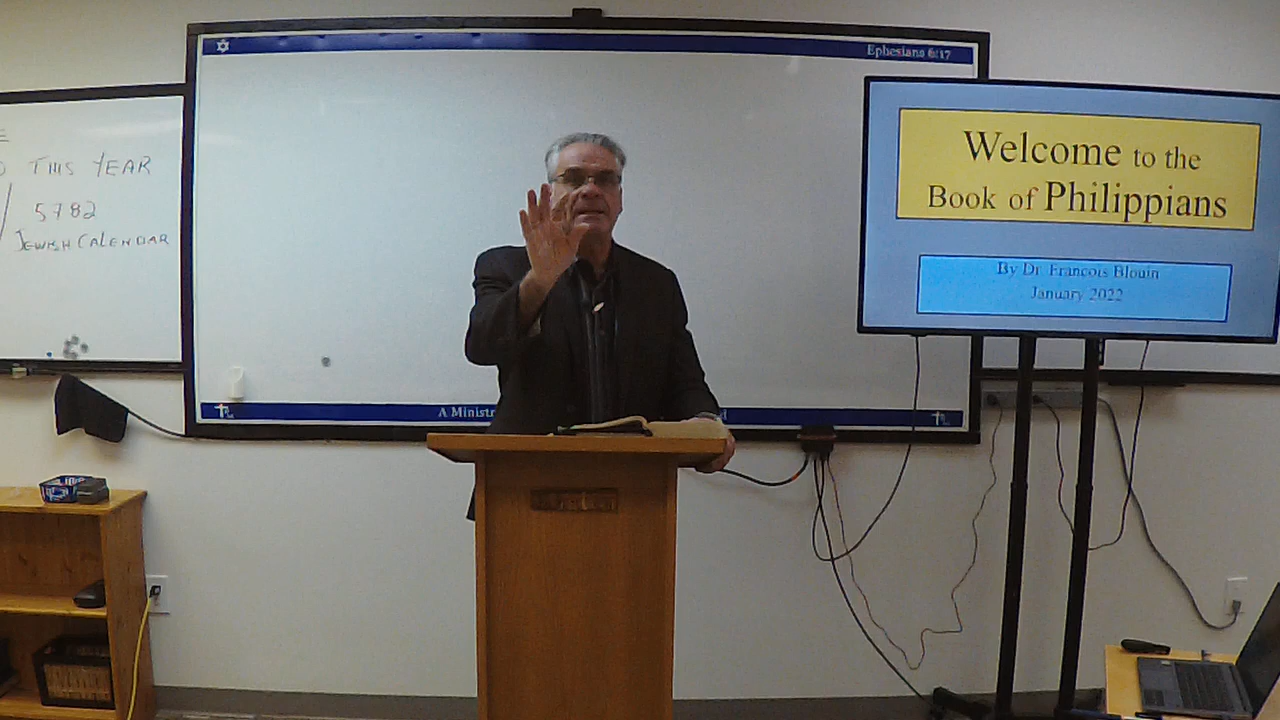 THIS YEAR
5782
JEWISH CALENDAR
Ephesians 6:17
A Ministr
Welcome to the
Book of Philippians
By Dr. Francois Blouin
January 2022